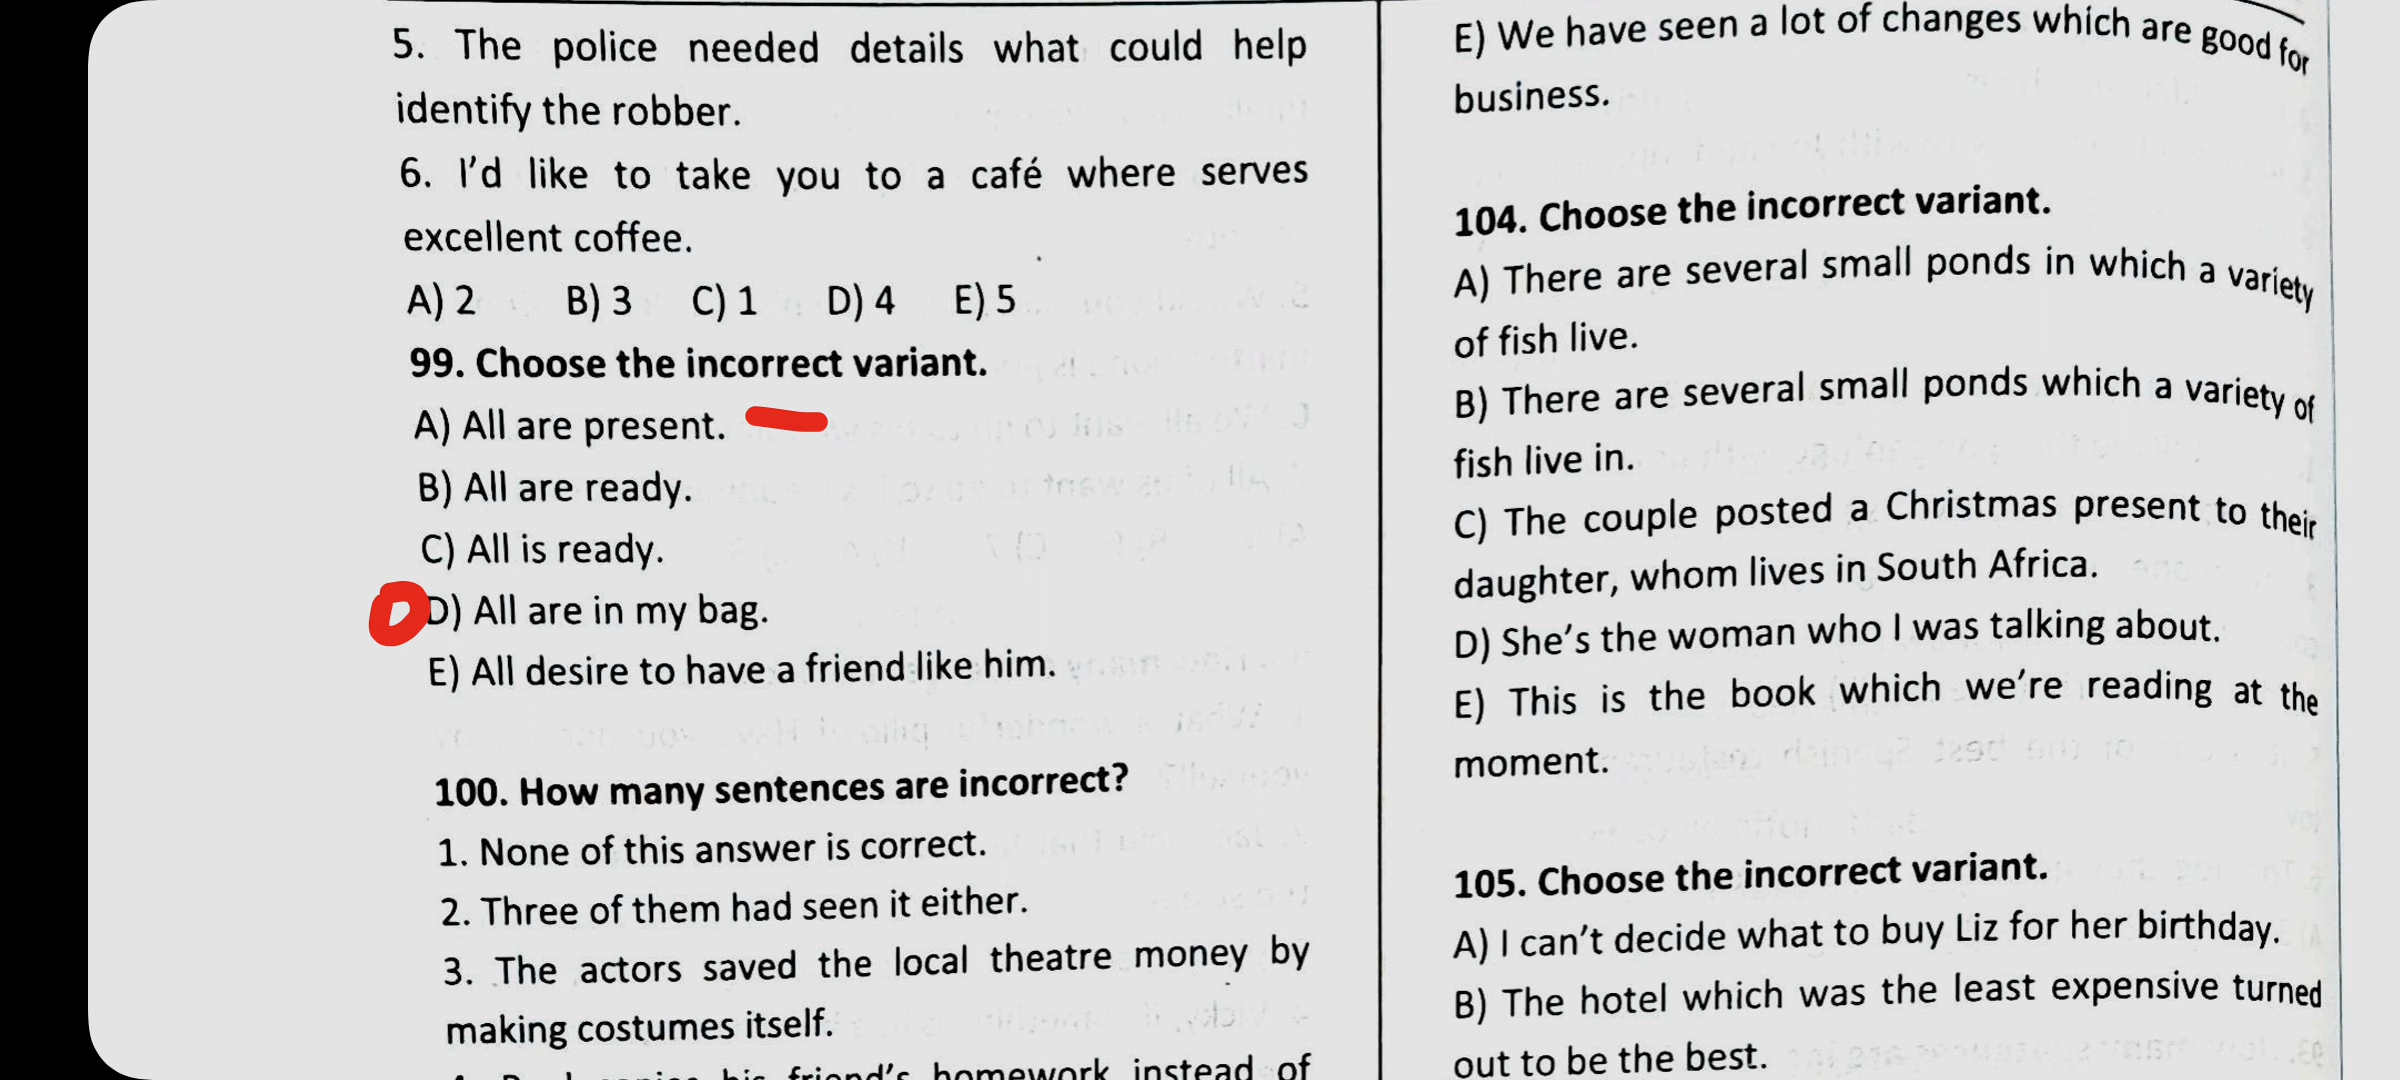 5. The police needed details what could help
identify the robber.
6. I'd like to take you to a café where serves
excellent coffee.
A) 2 B) 3 C) 1 D) 4 E) 5
99. Choose the incorrect variant.
A) All are present.
B) All are ready.
C) All is ready.
D) All are in my bag.
E) All desire to have a friend like him.
100. How many sentences are incorrect?
1. None of this answer is correct.
2. Three of them had seen it either.
3. The actors saved the local theatre money by
making costumes itself.
his friend's homework instead of
E) We have seen a lot of changes which are good for
business.
104. Choose the incorrect variant.
A) There are several small ponds in which a variety
of fish live.
B) There are several small ponds which a variety of
fish live in.
C) The couple posted a Christmas present to their
daughter, whom lives in South Africa.
D) She's the woman who I was talking about.
E) This is the book which we're reading at the
moment.
105. Choose the incorrect variant.
A) I can't decide what to buy Liz for her birthday.
B) The hotel which was the least expensive turned
out to be the best.